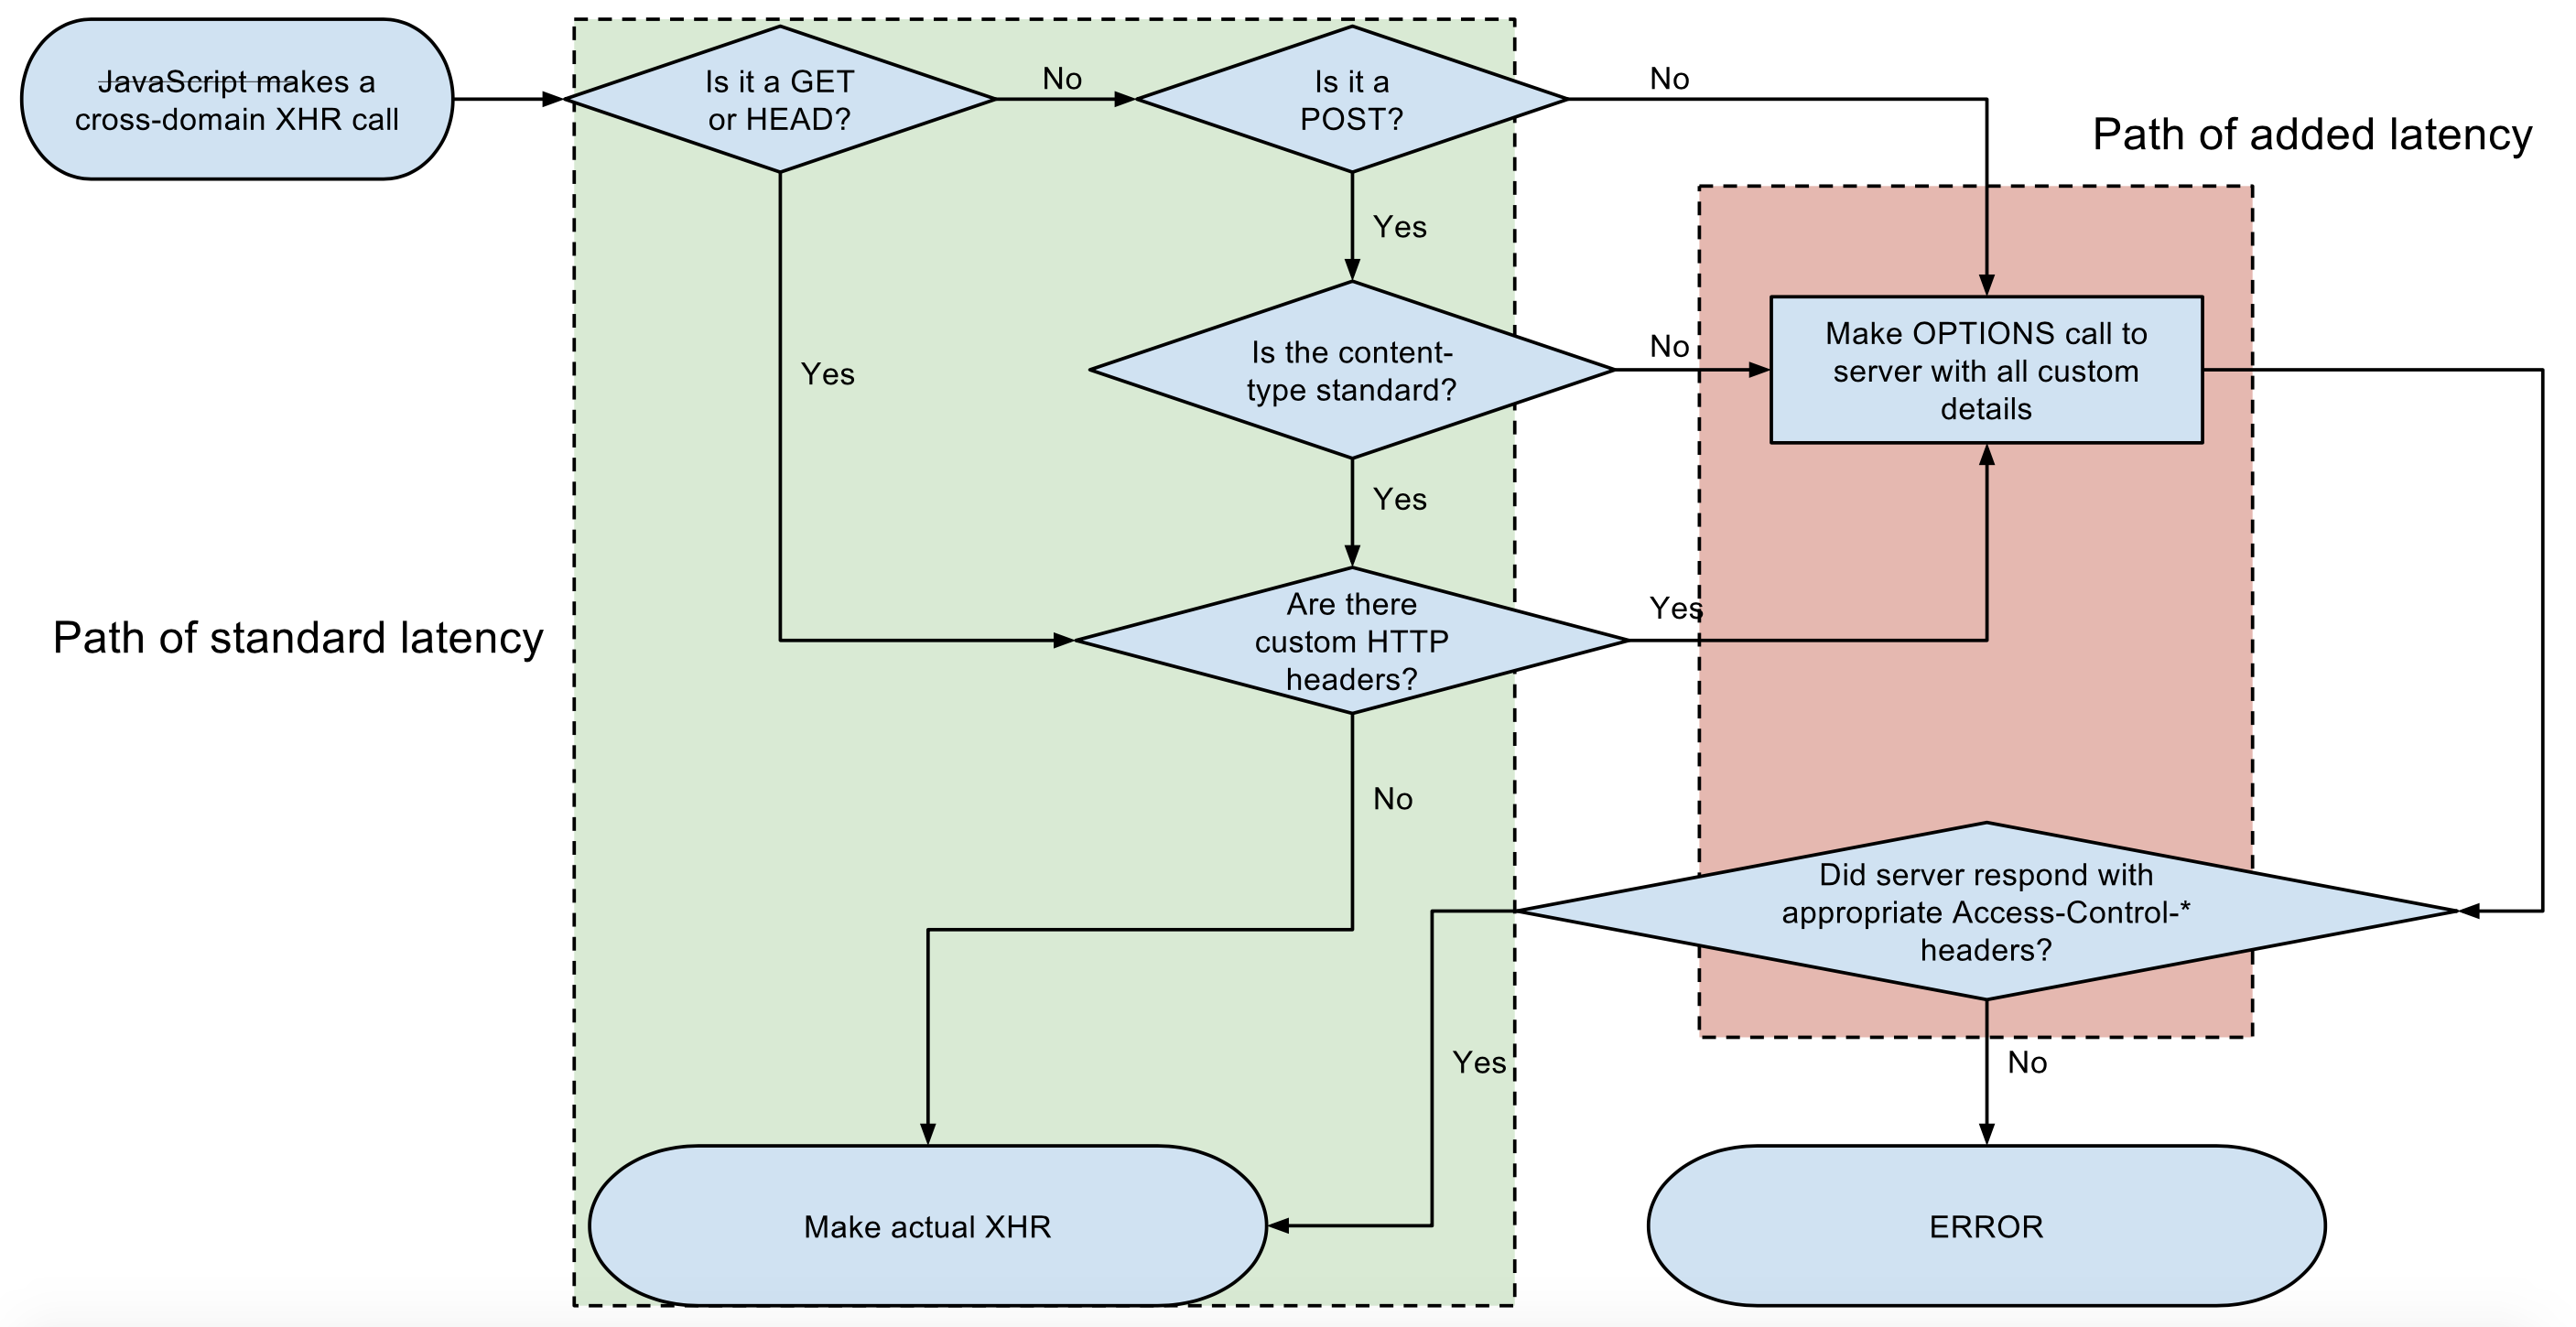 JavaScript makes a
cross-domain XHR call
Is it a GET
or HEAD?
No
Is it a
POST?
No
Path of added latency
Yes
Yes
Is the content-
type standard?
No
Make OPTIONS call to
server with all custom
details
Yes
Path of standard latency
Are there
custom HTTP
headers?
Yes
No
Did server respond with
appropriate Access-Control-*
headers?
Yes
No
Make actual XHR
ERROR